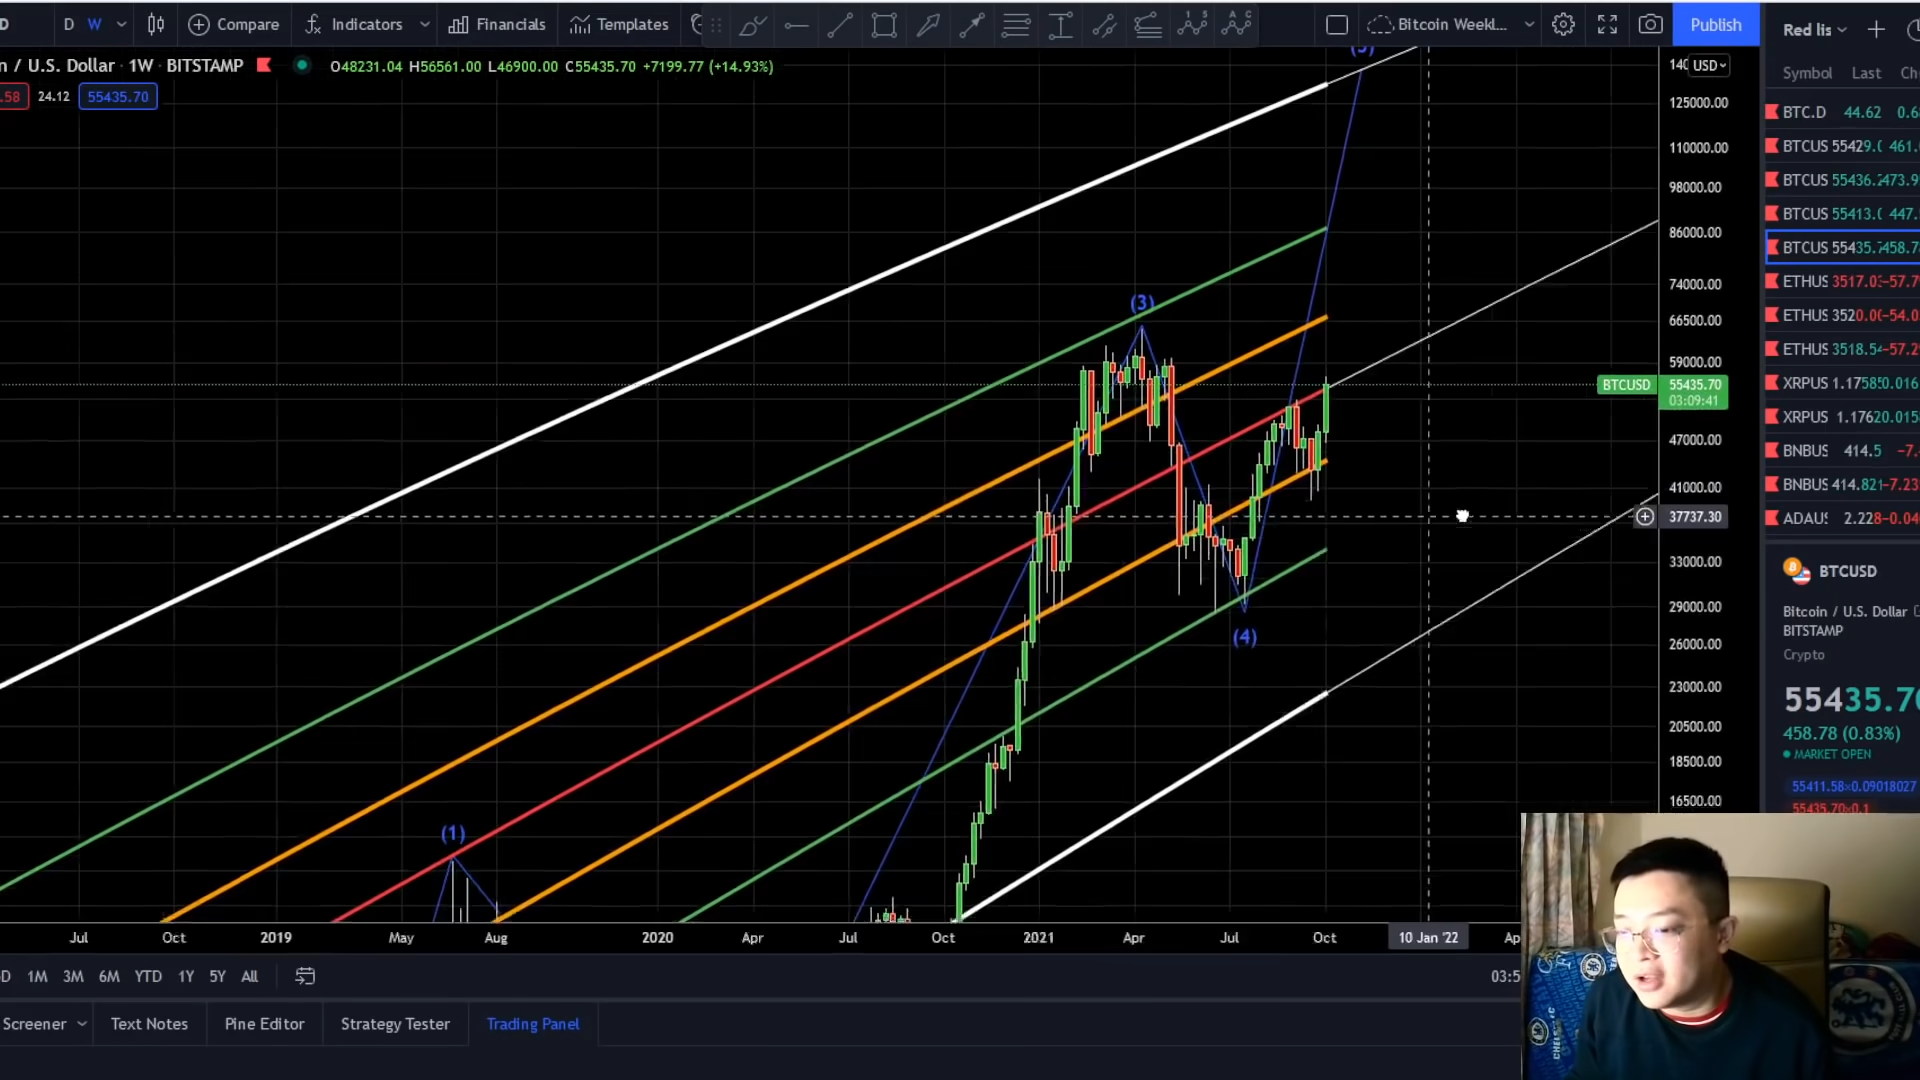 D
D W Compare Indicators Financials Templates Bitcoin Weekl... Publish
n / U.S. Dollar · 1W · BITSTAMP O48231.04 H56561.00 L46900.00 C55435.70 +7199.77 (+14.93%)
.58 24.12 55435.70
USD
125000.00
110000.00
98000.00
86000.00
74000.00
66500.00
59000.00
BTCUSD 55435.70
03:09:41
47000.00
41000.00
37737.30
33000.00
29000.00
26000.00
23000.00
20500.00
18500.00
16500.00
(1)
(3)
(4)
Jul Oct 2019 May Aug 2020 Apr Jul Oct 2021 Apr Jul Oct 10 Jan '22 Ap
D 1M 3M 6M YTD 1Y 5Y All 03:5
Screener Text Notes Pine Editor Strategy Tester Trading Panel
Red lis
Symbol Last Ch
BTC.D 44.62 0.6
BTCUS 55429.0 461.
BTCUS 55436.2 473.9
BTCUS 55413.0 447.
BTCUS 55435.7 458.7
ETHUS 3517.0 -57.7
ETHUS 3520.0 -54.0
ETHUS 3518.5 -57.2
XRPUS 1.1758 0.016
XRPUS 1.1762 0.015
BNBUS 414.5 -7.
BNBUS 414.821 -7.23
ADAUS 2.228 -0.04
BTCUSD
Bitcoin / U.S. Dollar
BITSTAMP
Crypto
55435.70
458.78 (0.83%)
MARKET OPEN
55411.58×0.09018027
55435.70×0.1